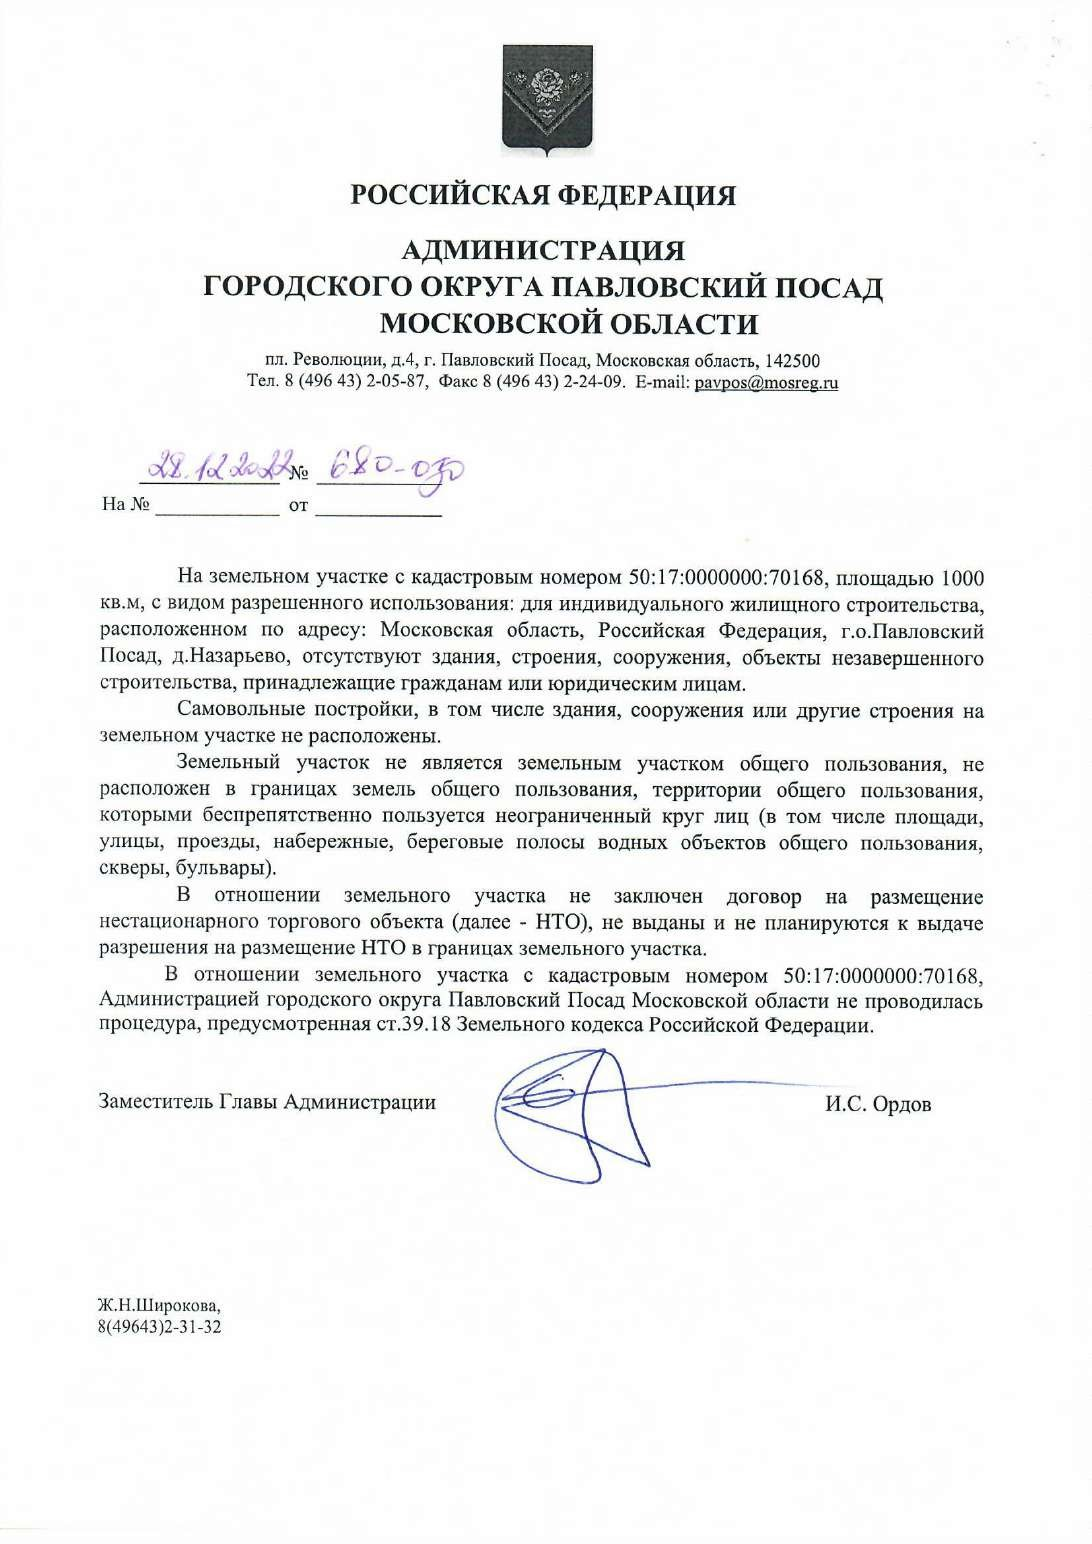 РОССИЙСКАЯ ФЕДЕРАЦИЯ
АДМИНИСТРАЦИЯ
ГОРОДСКОГО ОКРУГА ПАВЛОВСКИЙ ПОСАД
МОСКОВСКОЙ ОБЛАСТИ
пл. Революции, д.4, г. Павловский Посад, Московская область, 142500
Тел. 8 (496 43) 2-05-87, Факс 8 (496 43) 2-24-09. E-mail: pavpos@mosreg.ru
28.12.2022 № 680-озо
На № ____________ от ____________
На земельном участке с кадастровым номером 50:17:0000000:70168, площадью 1000
кв.м, с видом разрешенного использования: для индивидуального жилищного строительства,
расположенном по адресу: Московская область, Российская Федерация, г.о.Павловский
Посад, д.Назарьево, отсутствуют здания, строения, сооружения, объекты незавершенного
строительства, принадлежащие гражданам или юридическим лицам.
Самовольные постройки, в том числе здания, сооружения или другие строения на
земельном участке не расположены.
Земельный участок не является земельным участком общего пользования, не
расположен в границах земель общего пользования, территории общего пользования,
которыми беспрепятственно пользуется неограниченный круг лиц (в том числе площади,
улицы, проезды, набережные, береговые полосы водных объектов общего пользования,
скверы, бульвары).
В отношении земельного участка не заключен договор на размещение
нестационарного торгового объекта (далее - НТО), не выданы и не планируются к выдаче
разрешения на размещение НТО в границах земельного участка.
В отношении земельного участка с кадастровым номером 50:17:0000000:70168,
Администрацией городского округа Павловский Посад Московской области не проводилась
процедура, предусмотренная ст.39.18 Земельного кодекса Российской Федерации.
Заместитель Главы Администрации И.С. Ордов
Ж.Н.Широкова,
8(49643)2-31-32